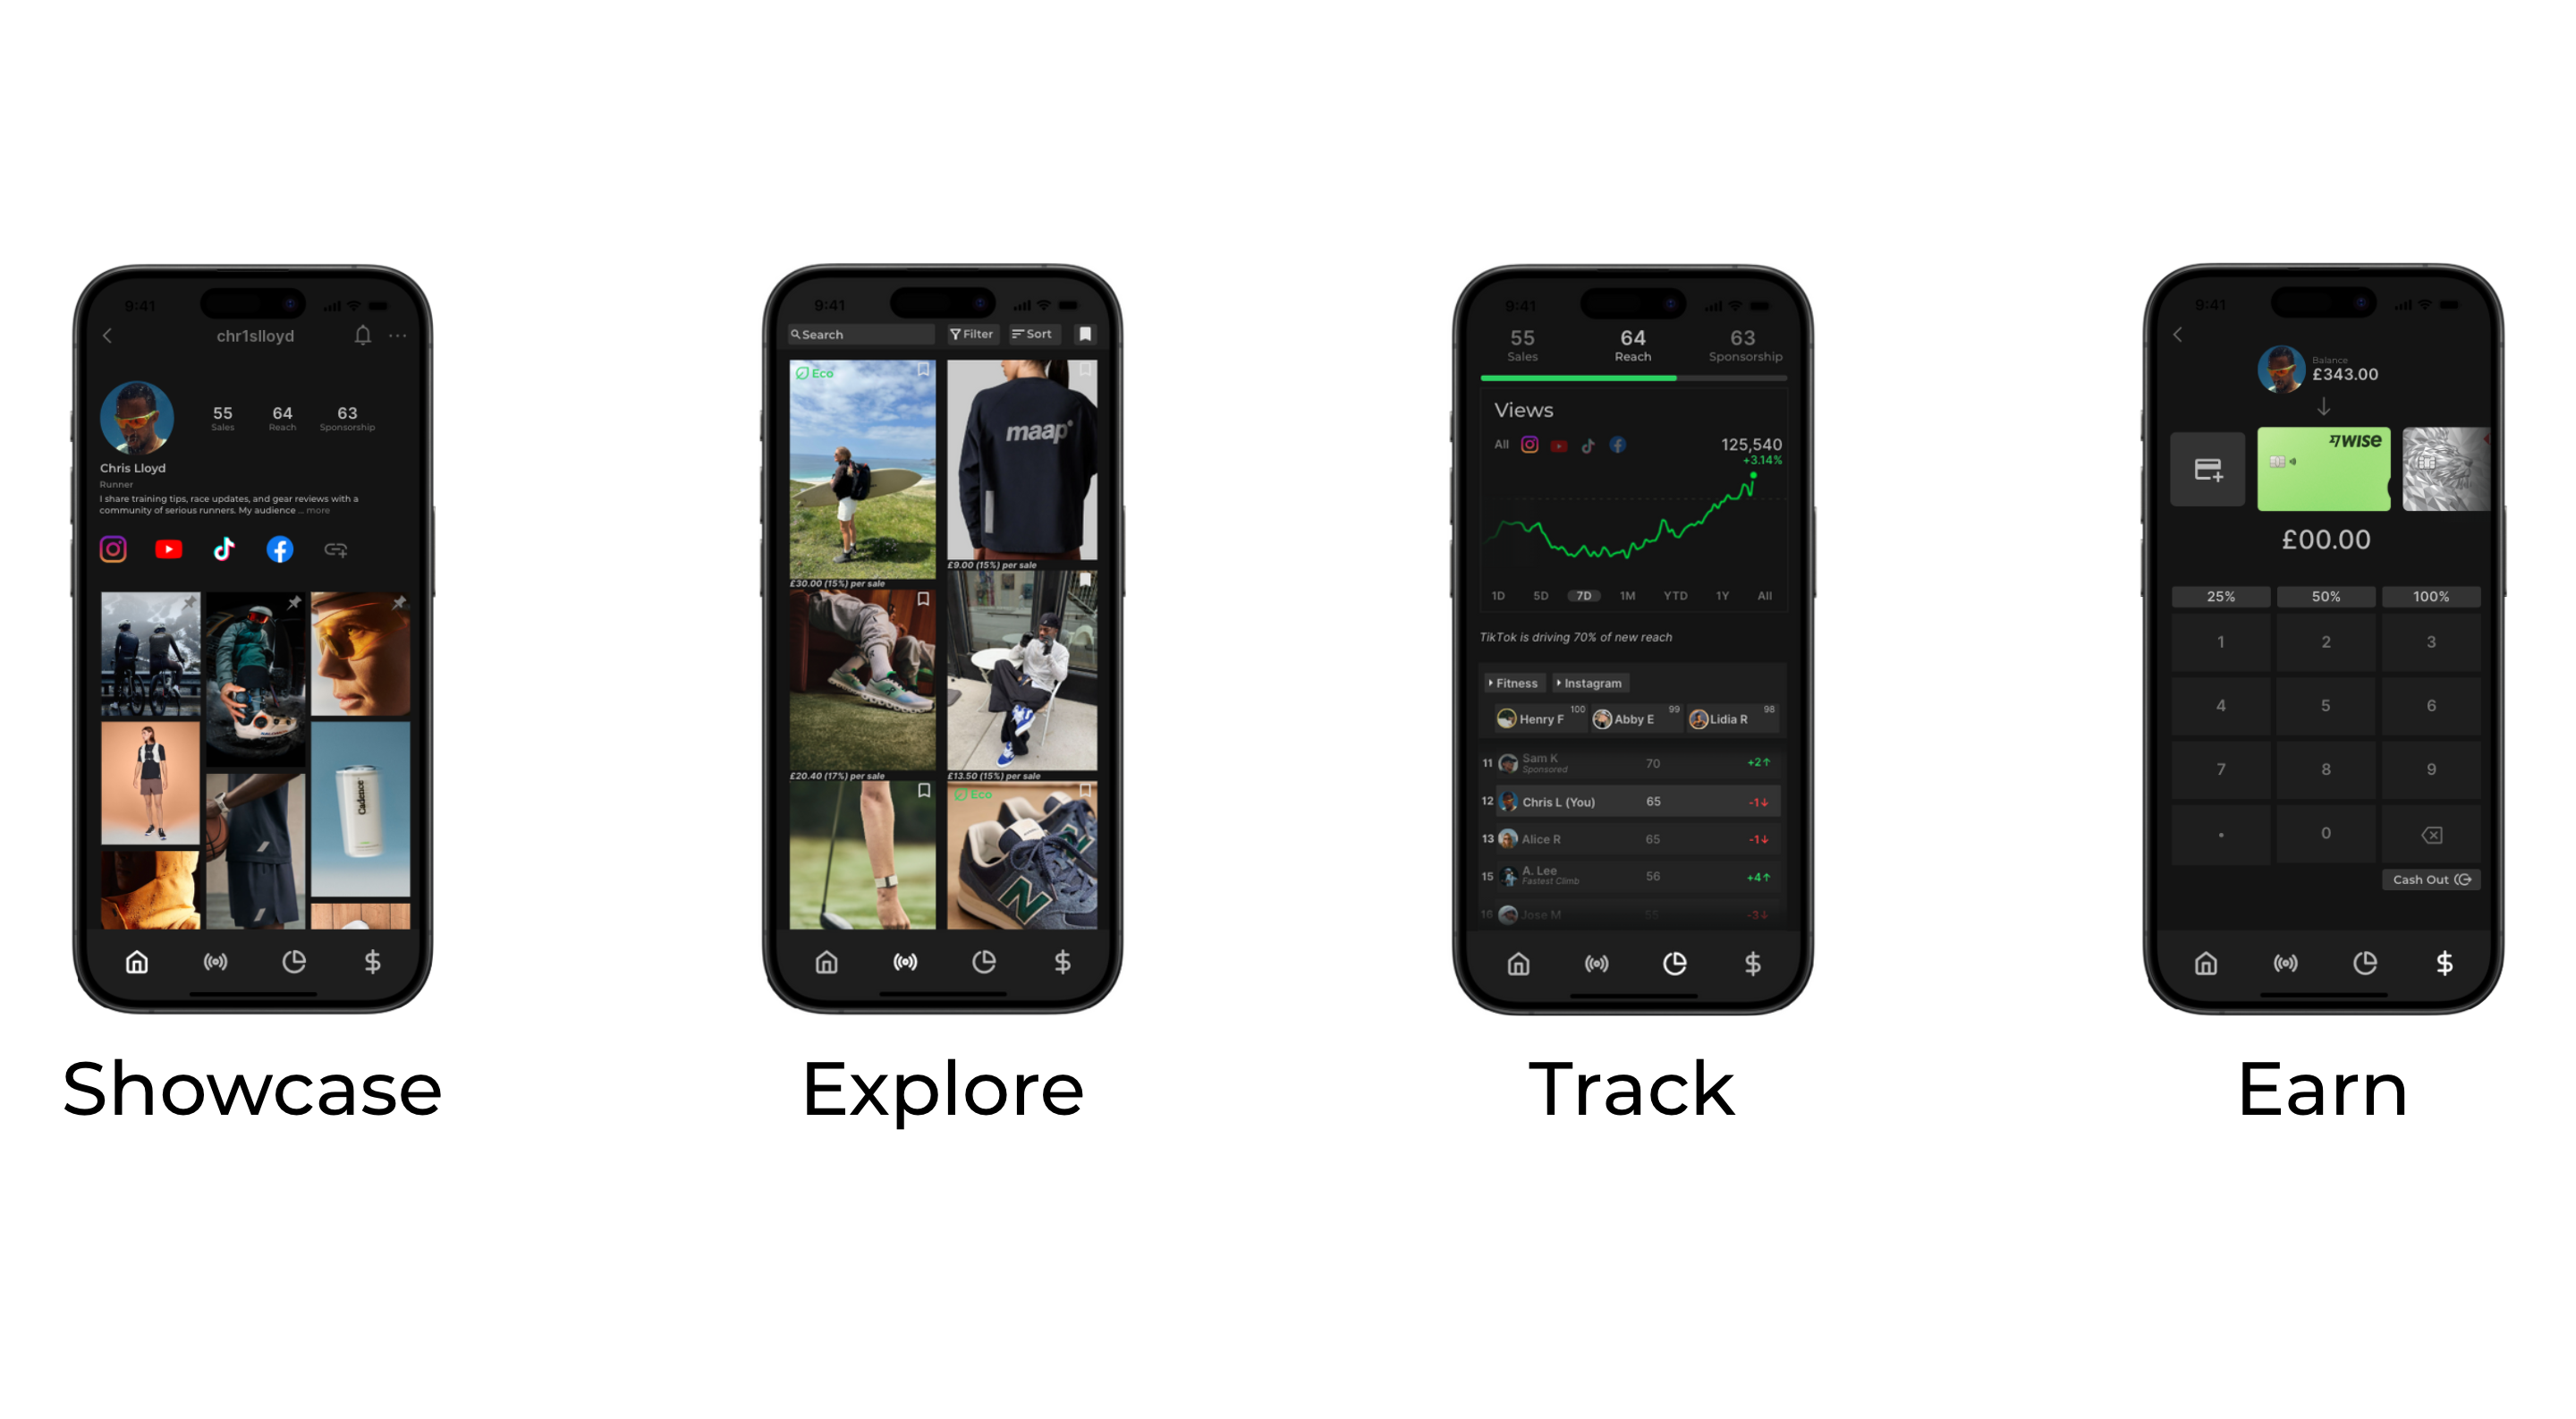 9:41
chr1slloyd
55 64 63
Sales Reach Sponsorship
Chris Lloyd
Runner
I share training tips, race updates, and gear reviews with a
community of serious runners. My audience ... more
Cadence
Showcase
9:41
Search Filter Sort
Eco
maap
£9.00 (15%) per sale
£30.00 (15%) per sale
£20.40 (17%) per sale
£13.50 (15%) per sale
Eco
N
Explore
9:41
55 64 63
Sales Reach Sponsorship
Views
All 125,540
+3.14%
1D 5D 7D 1M YTD 1Y All
TikTok is driving 70% of new reach
Fitness Instagram
Henry F 100 Abby E 99 Lidia R 98
11 Sam K 70 +2↑
Sponsored
12 Chris L (You) 65 -1↓
13 Alice R 65 -1↓
15 A. Lee 56 +4↑
Fastest Climb
16 Jose M 55 -3↓
Track
9:41
Balance
£343.00
WISE
£00.00
25% 50% 100%
1 2 3
4 5 6
7 8 9
. 0
Cash Out
Earn